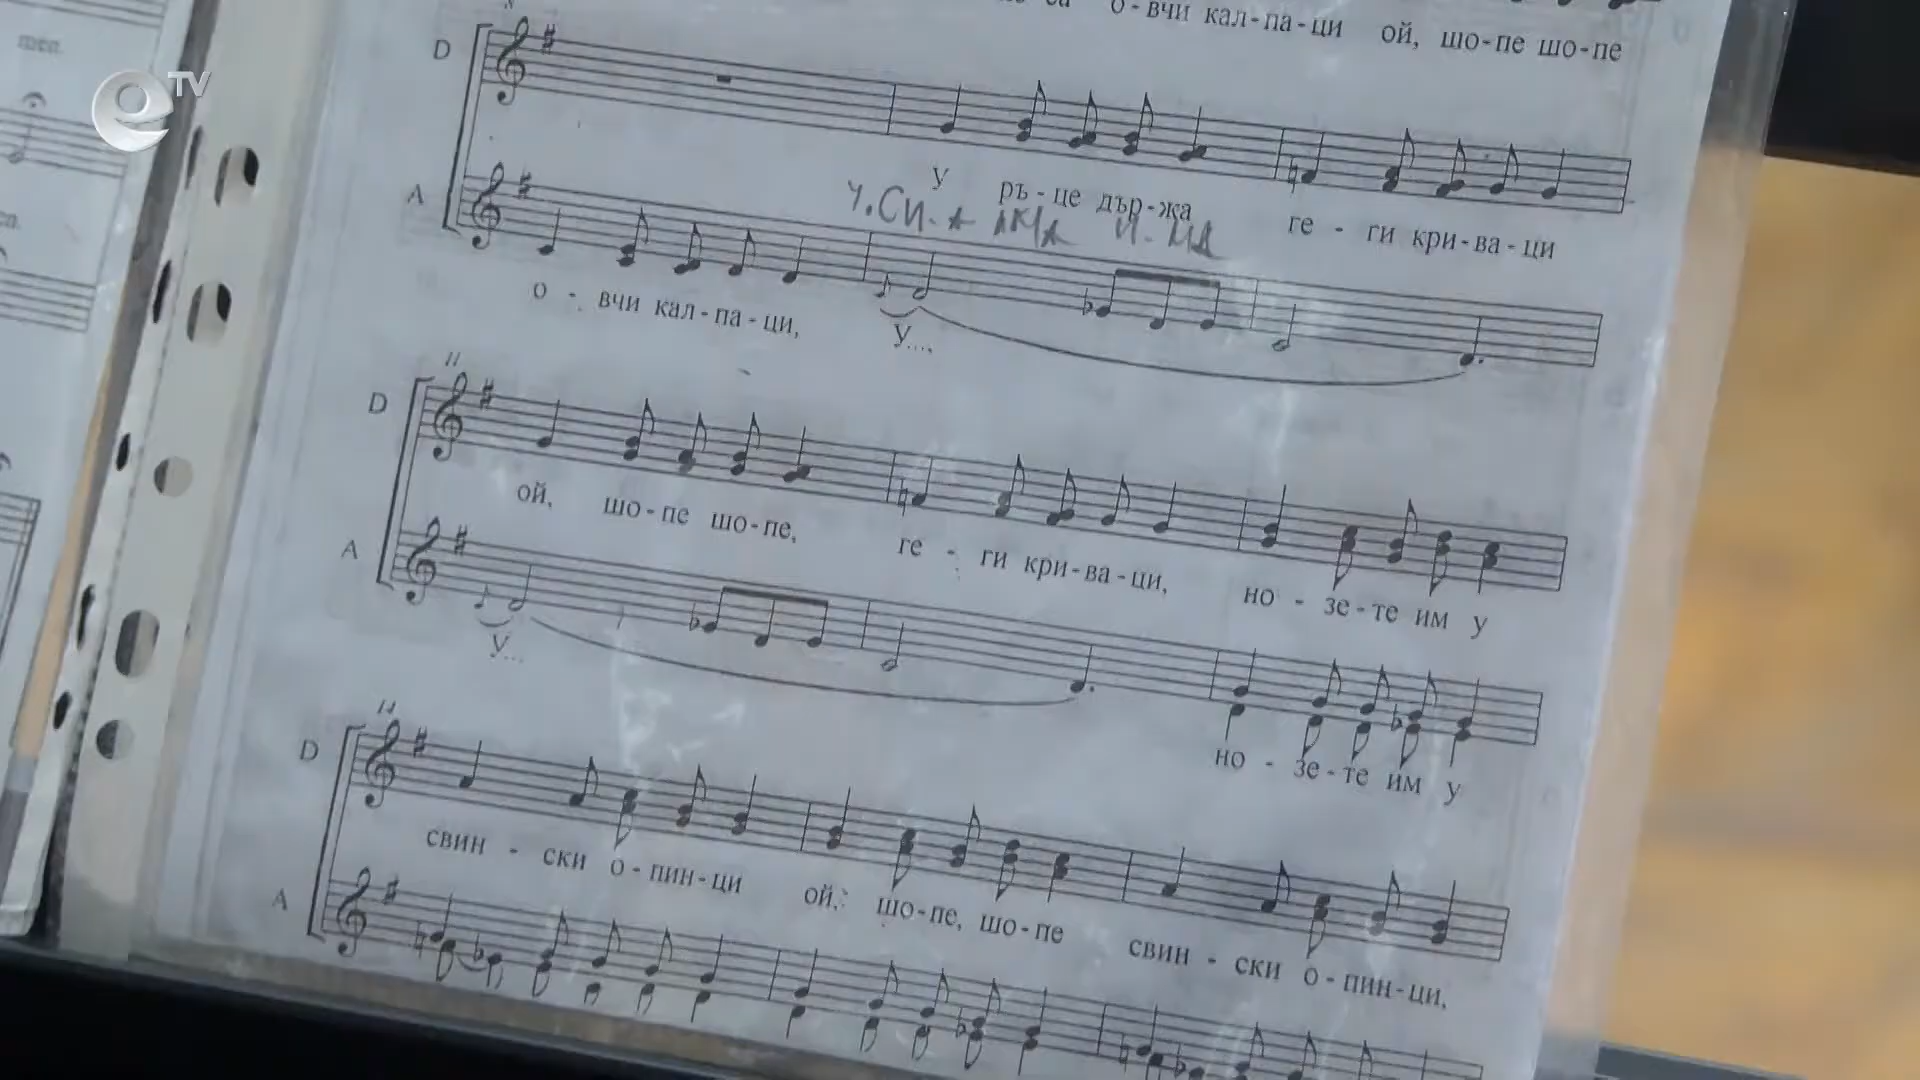 о-вчи кал-па-ци ой, шо-пе шо-пе
TV
men.
D
У ръ-це дър-жа ге-ги кри-ва-ци
А
о-вчи кал-па-ци, У...,
11
D
ой, шо-пе шо-пе, ге-ги кри-ва-ци, но-зе-те им у
А
У... но-зе-те им у
14
D
свин-ски о-пин-ци ой, шо-пе, шо-пе свин-ски о-пин-ци,
А